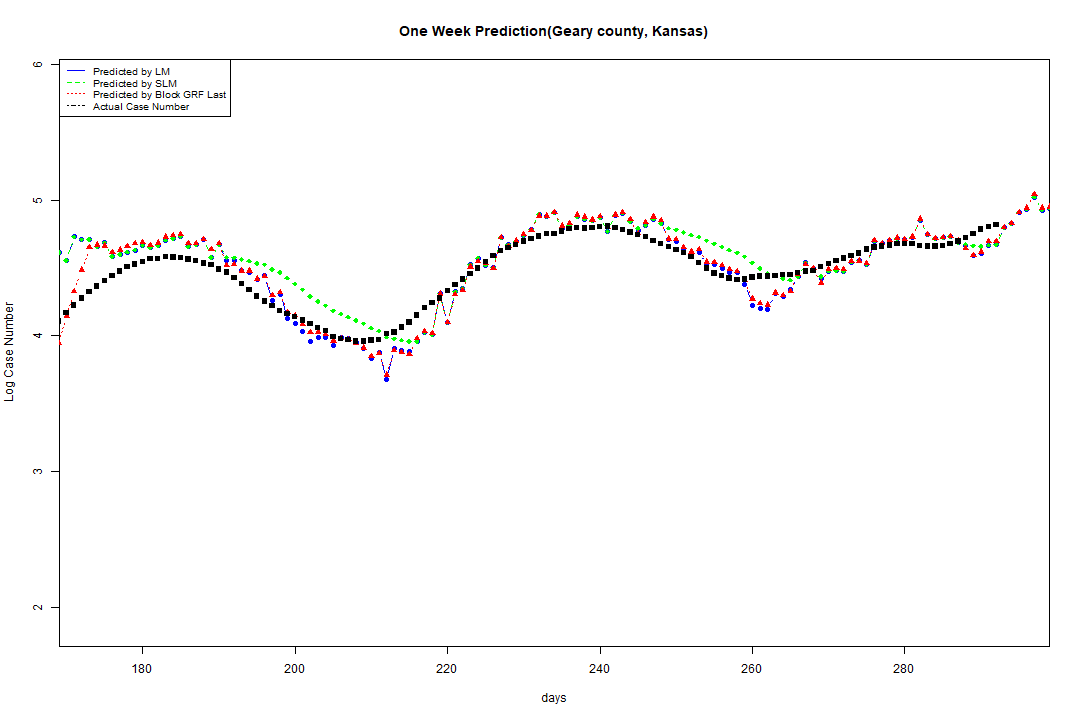 One Week Prediction(Geary county, Kansas)
Predicted by LM
Predicted by SLM
Predicted by Block GRF Last
Actual Case Number
6
5
4
3
2
Log Case Number
180 200 220 240 260 280
days